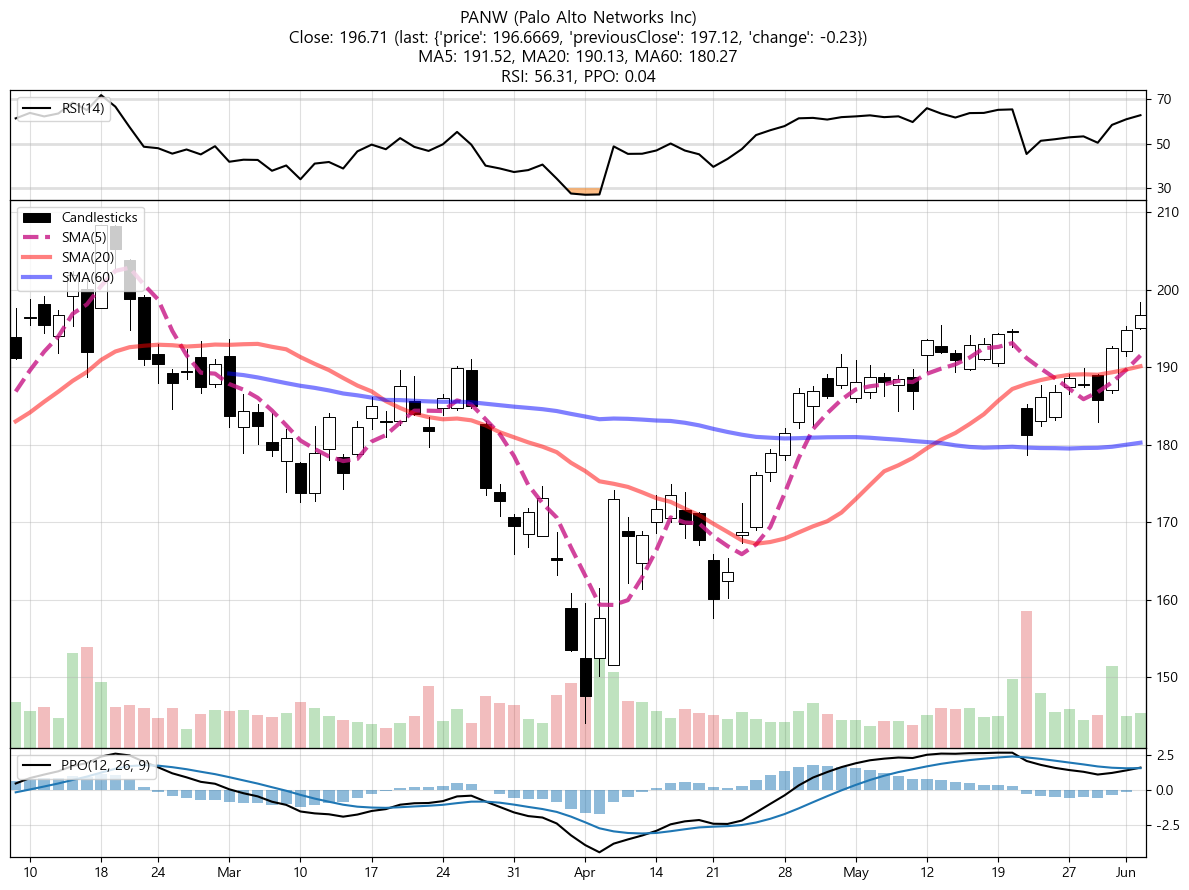 PANW (Palo Alto Networks Inc)
Close: 196.71 (last: {'price': 196.6669, 'previousClose': 197.12, 'change': -0.23})
MA5: 191.52, MA20: 190.13, MA60: 180.27
RSI: 56.31, PPO: 0.04
RSI(14)
70
50
30
Candlesticks
SMA(5)
SMA(20)
SMA(60)
210
200
190
180
170
160
150
PPO(12, 26, 9)
2.5
0.0
−2.5
10 18 24 Mar 10 17 24 31 Apr 14 21 28 May 12 19 27 Jun